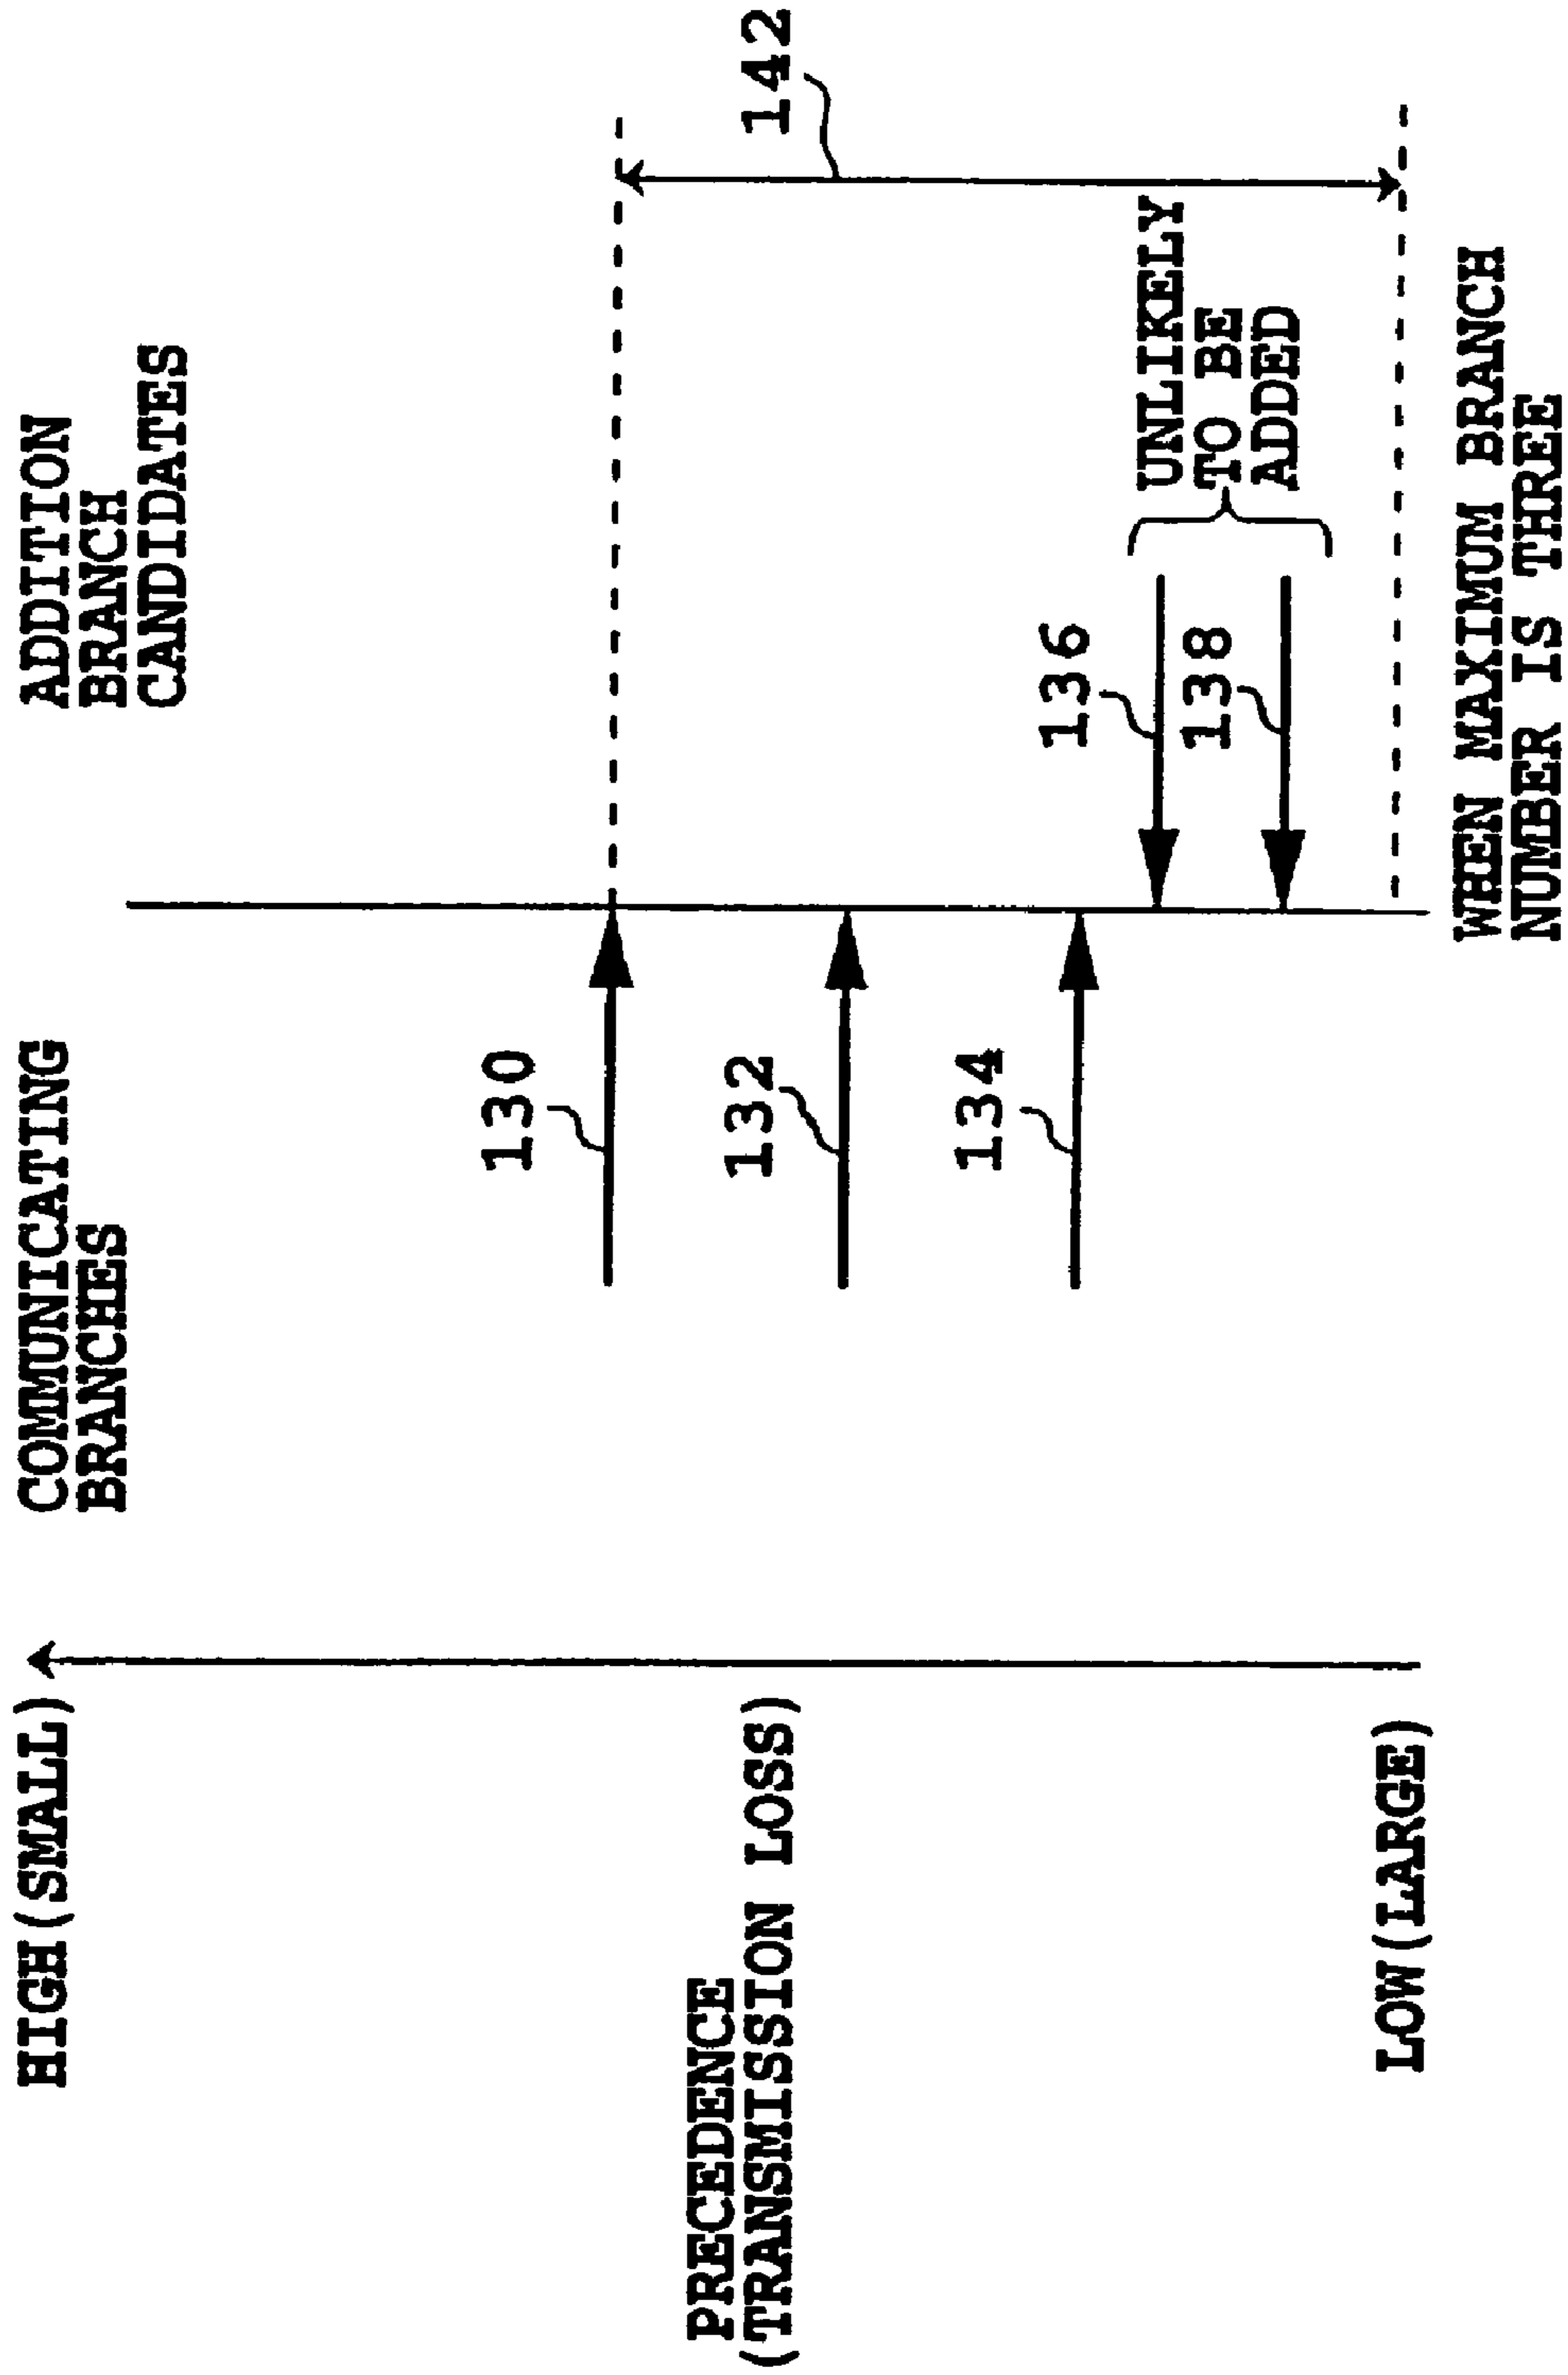 HIGH(SMALL)
PRECEDENCE
(TRANSMISSION LOSS)
LOW(LARGE)
COMMUNICATING
BRANCHES
130
132
134
ADDITION
BRANCH
CANDIDATES
136
138
UNLIKELY
TO BE
ADDED
142
WHEN MAXIMUM BRANCH
NUMBER IS THREE